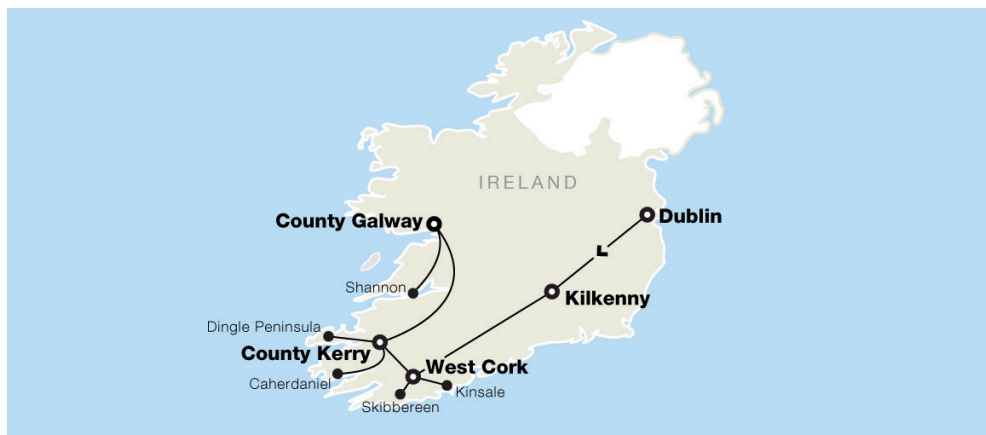 IRELAND
County Galway
Dublin
Shannon
Kilkenny
Dingle Peninsula
County Kerry
West Cork
Caherdaniel
Kinsale
Skibbereen